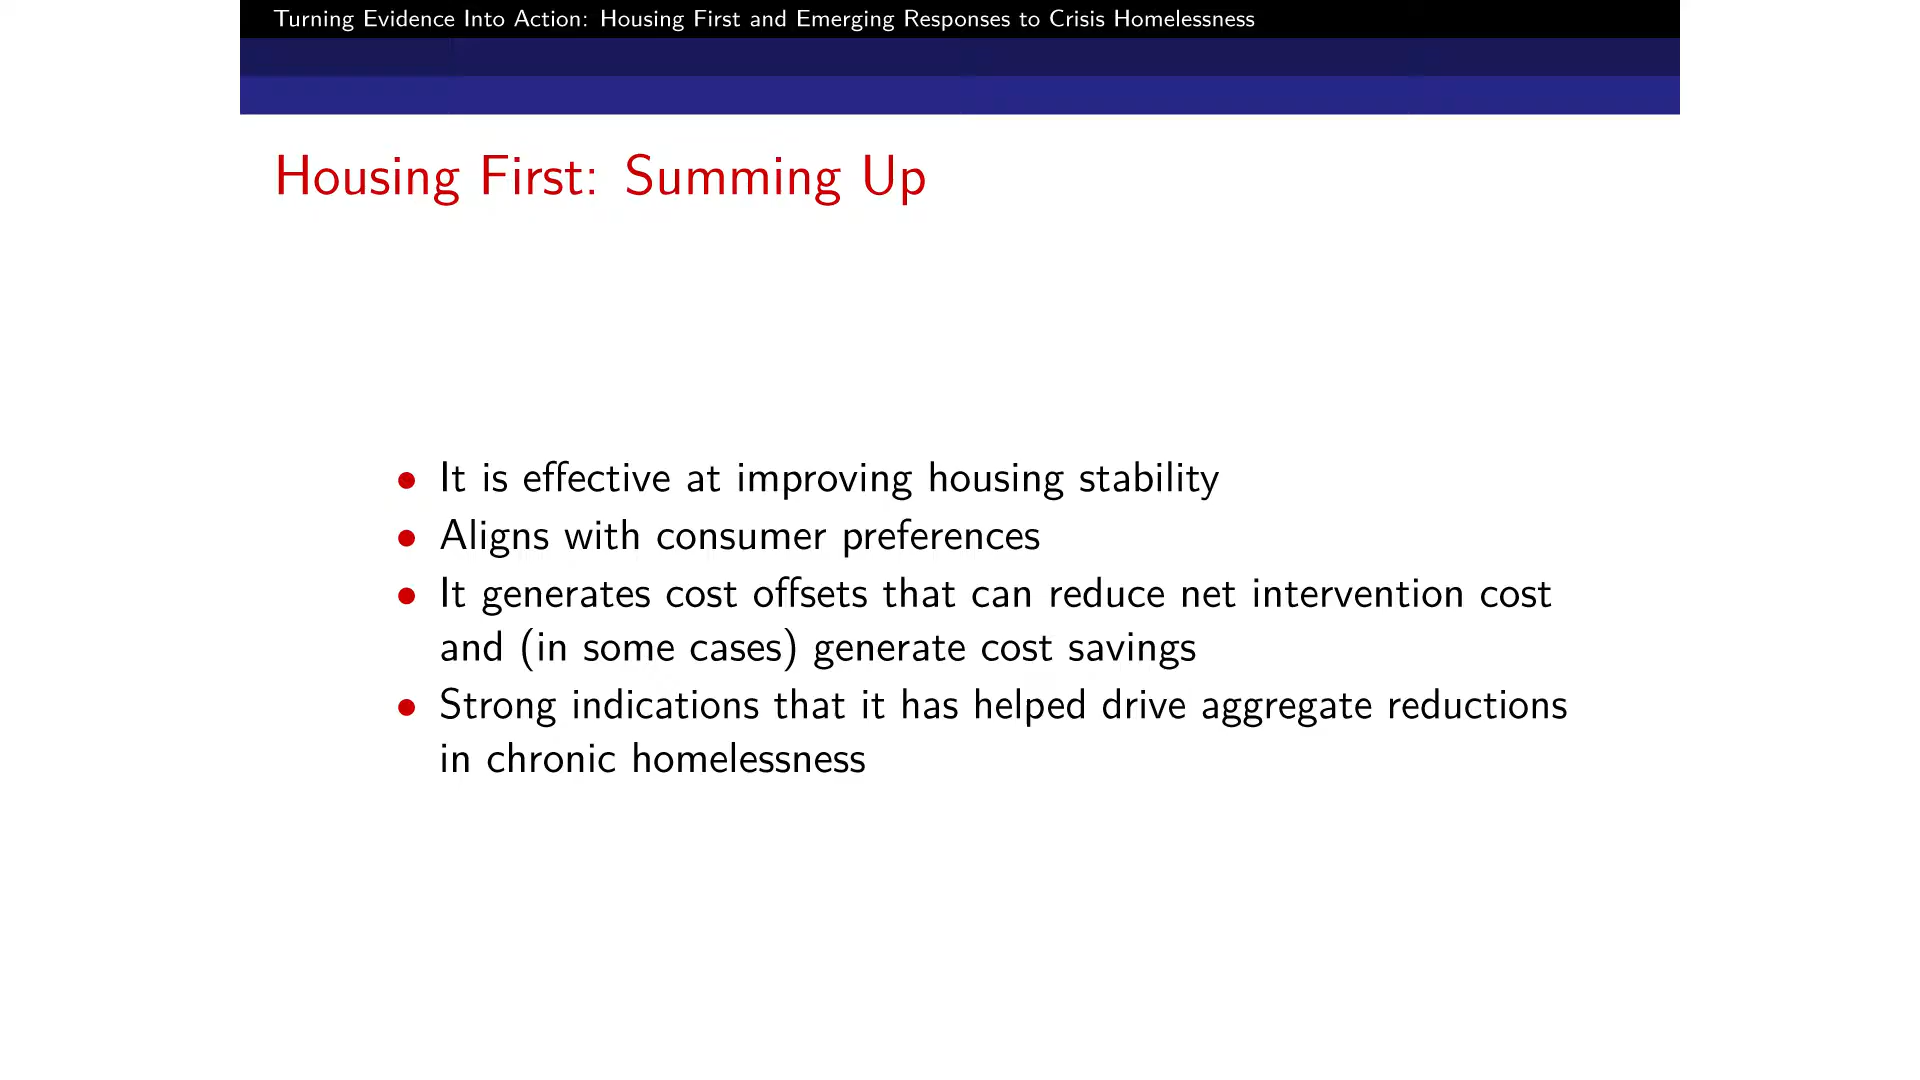 Turning Evidence Into Action: Housing First and Emerging Responses to Crisis Homelessness
Housing First: Summing Up
• It is effective at improving housing stability
• Aligns with consumer preferences
• It generates cost offsets that can reduce net intervention cost
and (in some cases) generate cost savings
• Strong indications that it has helped drive aggregate reductions
in chronic homelessness